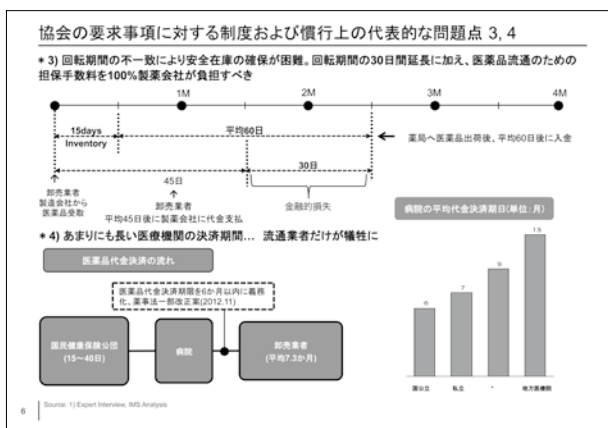 協会の要求事項に対する制度および慣行上の代表的な問題点 3, 4
* 3) 回転期間の不一致により安全在庫の確保が困難。回転期間の30日間延長に加え、医薬品流通のための
担保手数料を100%製薬会社が負担すべき
1M
2M
3M
4M
15days
Inventory
平均60日
薬局へ医薬品出荷後、平均60日後に入金
45日
30日
卸売業者
製造会社から
医薬品受取
卸売業者
平均45日後に製薬会社に代金支払
金融的損失
病院の平均代金決済期日(単位:月)
* 4) あまりにも長い医療機関の決済期間… 流通業者だけが犠牲に
医薬品代金決済の流れ
医薬品代金決済期限を6か月以内に義務
化、薬事法一部改正案(2012.11)
国民健康保険公団
(15～40日)
病院
卸売業者
(平均7.3か月)
6
7
9
13
国公立
私立
*
地方医療院
6
Source: 1) Expert Interview, IMS Analysis